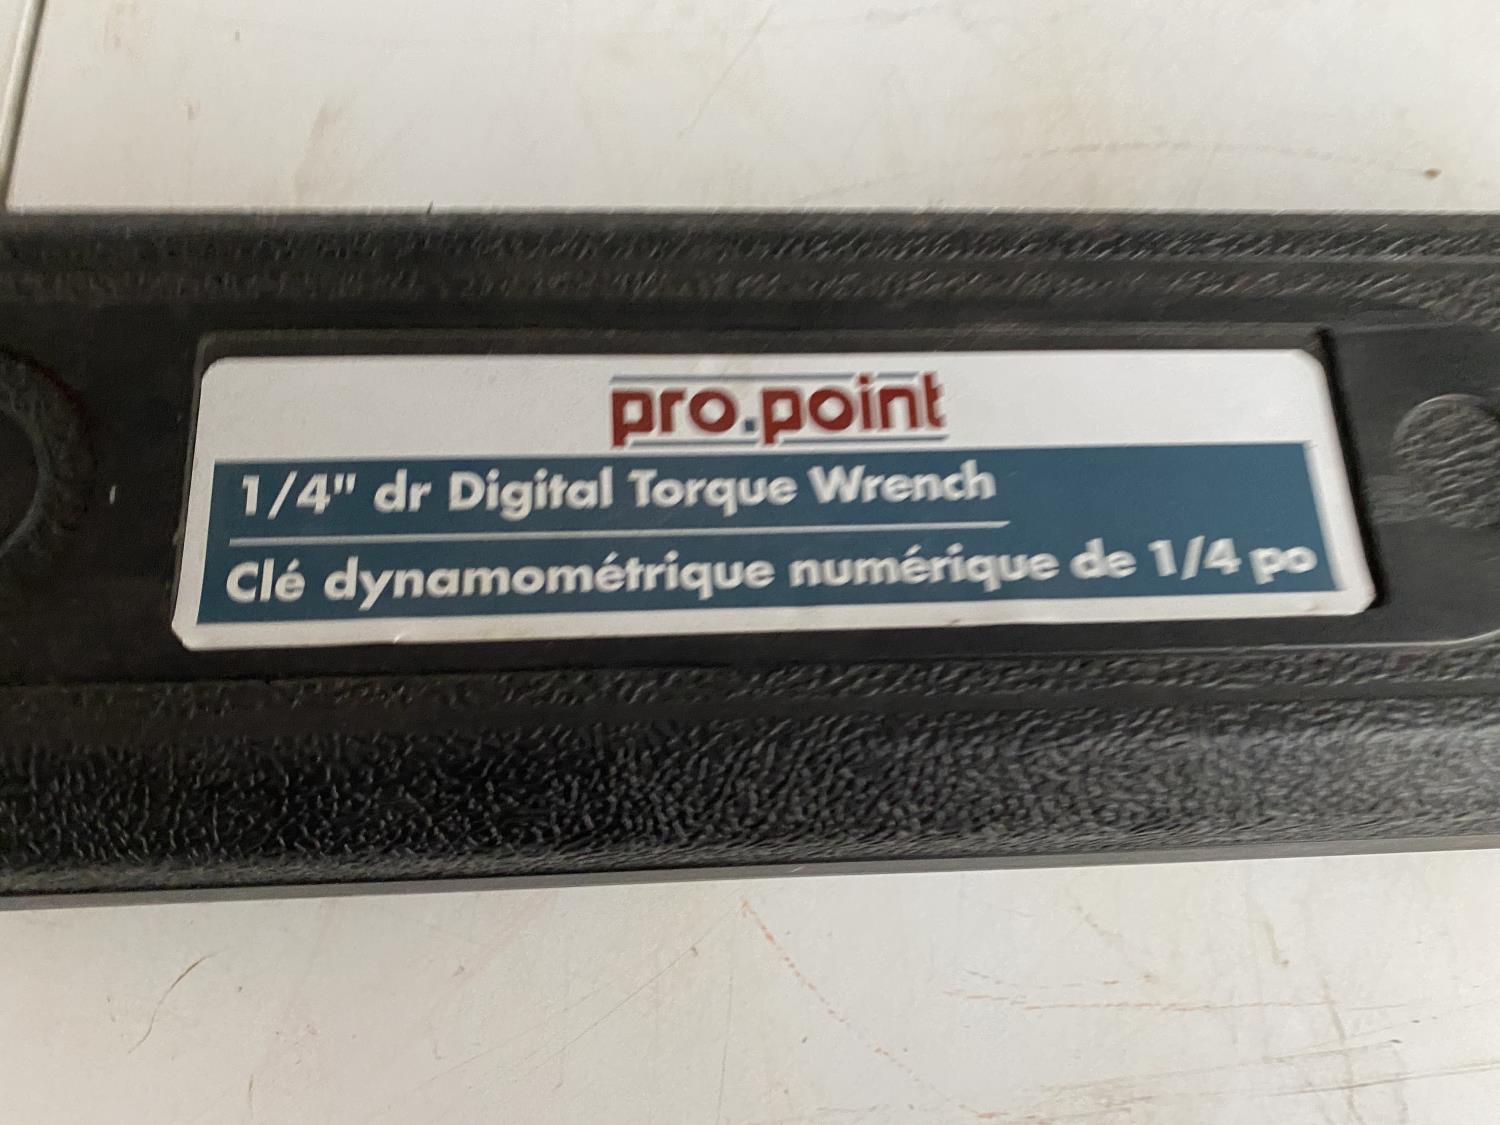 pro.point
1/4" dr Digital Torque Wrench
Clé dynamométrique numérique de 1/4 po